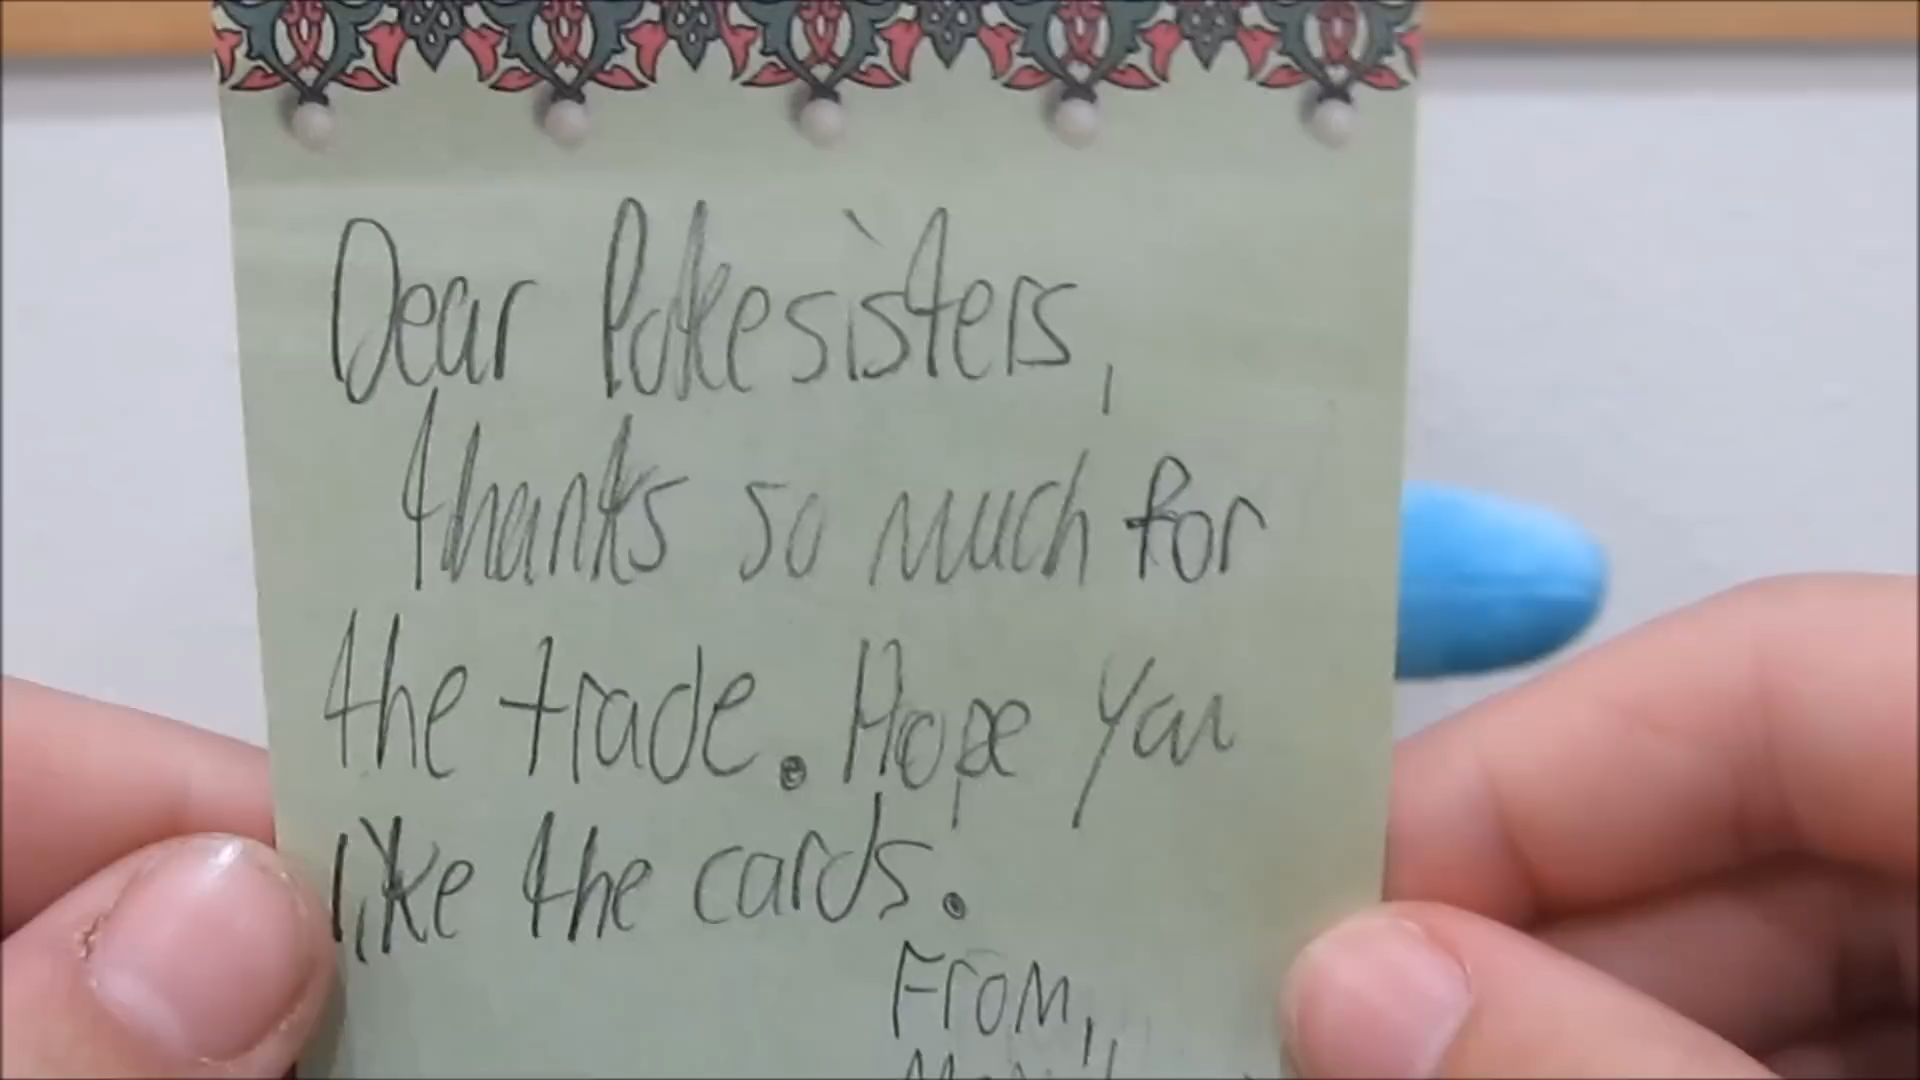 Dear Pokesisters,
thanks so much for
the trade. Hope you
like the cards.
From,